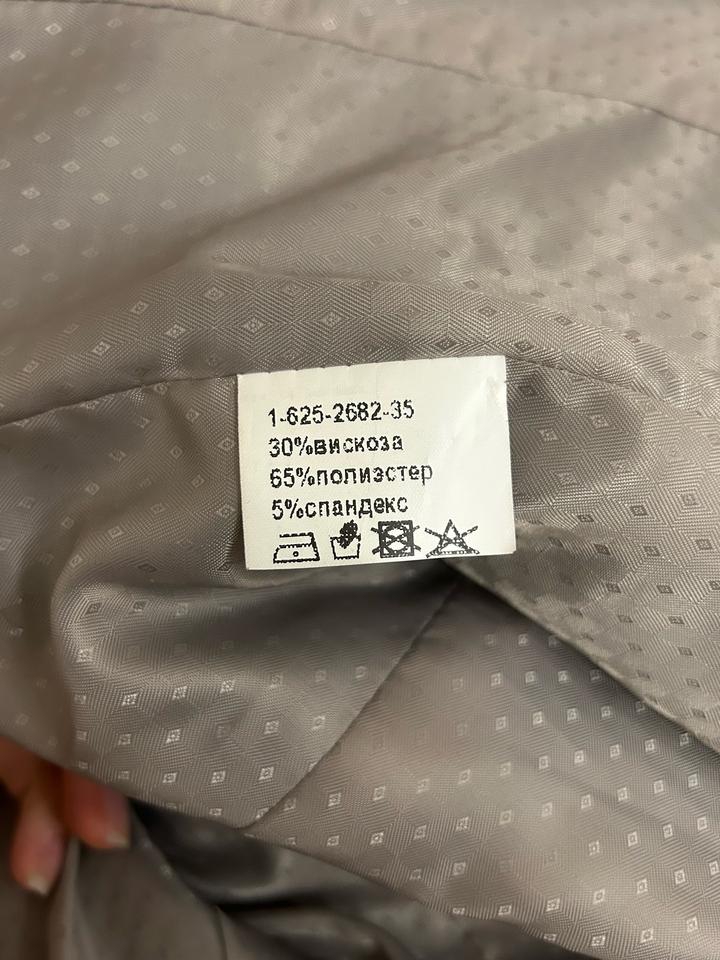 1-625-2682-35
30%вискоза
65%полиэстер
5%спандекс